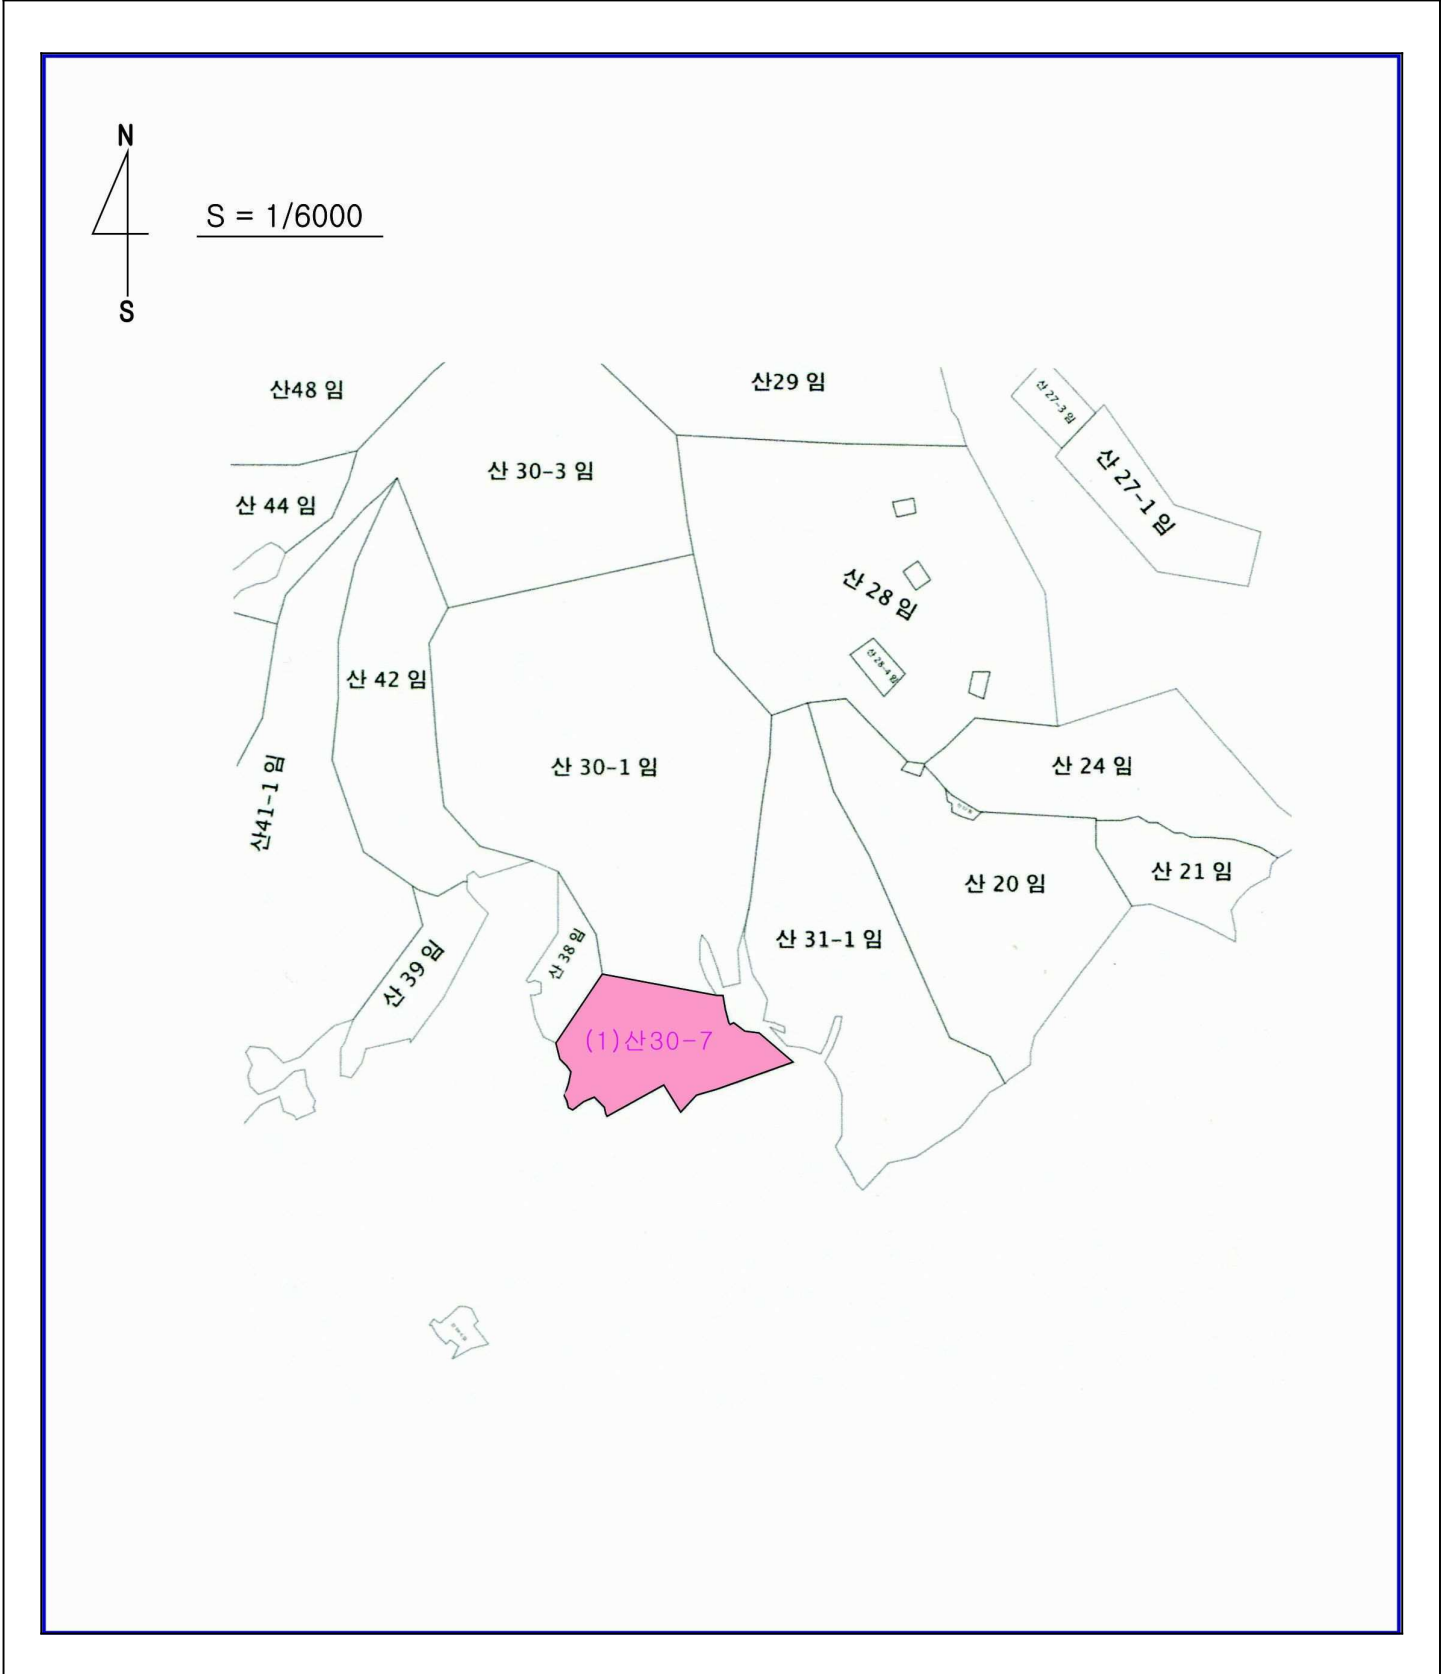 N
S = 1/6000
S
산48 임
산29 임
산 27-3 임
산 30-3 임
산 27-1 임
산 44 임
산 28 임
산 28-4 임
산 42 임
산 30-1 임
산 24 임
산41-1 임
산 21 임
산 20 임
산 31-1 임
산 38 임
산 39 임
(1)산30-7